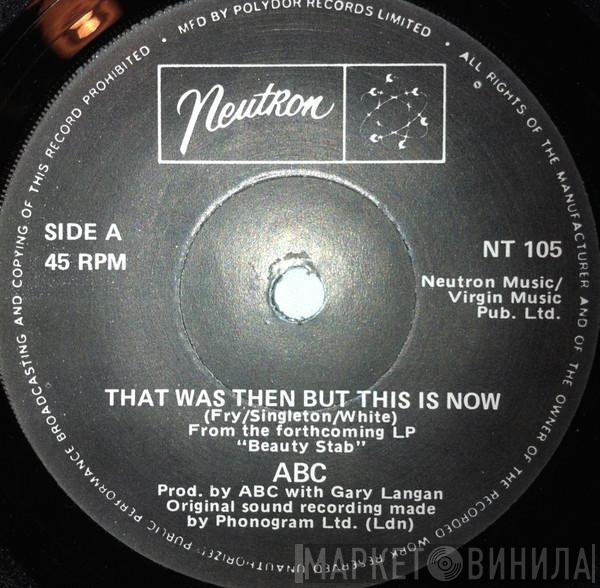 MFD BY POLYDOR RECORDS LIMITED • ALL RIGHTS OF THE MANUFACTURER AND OF THE OWNER OF THE RECORDED WORK RESERVED UNAUTHORIZED PUBLIC PERFORMANCE BROADCASTING AND COPYING OF THIS RECORD PROHIBITED •
Neutron
SIDE A
45 RPM
NT 105
Neutron Music/
Virgin Music
Pub. Ltd.
THAT WAS THEN BUT THIS IS NOW
(Fry/Singleton/White)
From the forthcoming LP
“Beauty Stab”
ABC
Prod. by ABC with Gary Langan
Original sound recording made
by Phonogram Ltd. (Ldn)
МАРКЕТ ВИНИЛА